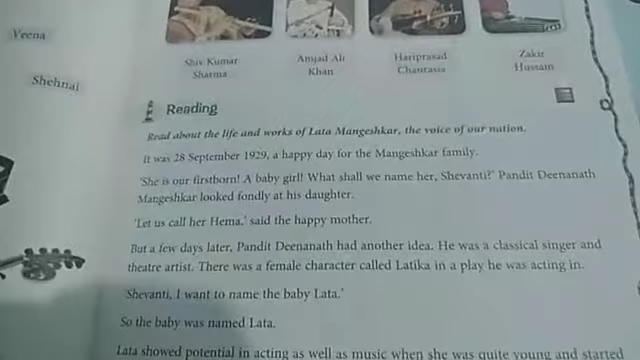 Veena
Shehnai
Shiv Kumar
Sharma
Amjad Ali
Khan
Hariprasad
Chaurasia
Zakir
Hussain
Reading
Read about the life and works of Lata Mangeshkar, the voice of our nation.
It was 28 September 1929, a happy day for the Mangeshkar family.
'She is our firstborn! A baby girl! What shall we name her, Shevanti?' Pandit Deenanath
Mangeshkar looked fondly at his daughter.
'Let us call her Hema,' said the happy mother.
But a few days later, Pandit Deenanath had another idea. He was a classical singer and
theatre artist. There was a female character called Latika in a play he was acting in.
'Shevanti, I want to name the baby Lata.'
So the baby was named Lata.
Lata showed potential in acting as well as music when she was quite young and started